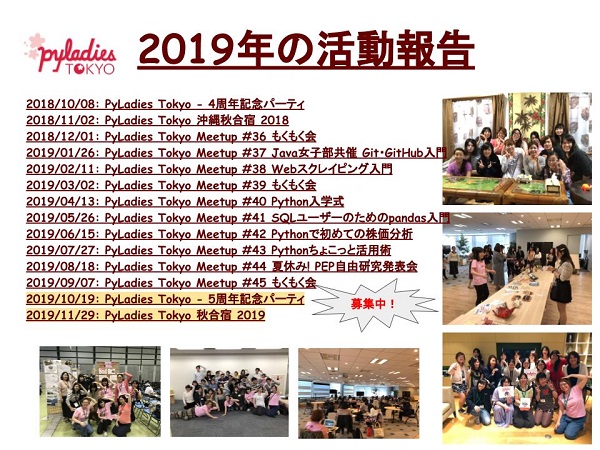 pyladies
TOKYO
2019年の活動報告
2018/10/08: PyLadies Tokyo - 4周年記念パーティ
2018/11/02: PyLadies Tokyo 沖縄秋合宿 2018
2018/12/01: PyLadies Tokyo Meetup #36 もくもく会
2019/01/26: PyLadies Tokyo Meetup #37 Java女子部共催 Git・GitHub入門
2019/02/11: PyLadies Tokyo Meetup #38 Webスクレイピング入門
2019/03/02: PyLadies Tokyo Meetup #39 もくもく会
2019/04/13: PyLadies Tokyo Meetup #40 Python入学式
2019/05/26: PyLadies Tokyo Meetup #41 SQLユーザーのためのpandas入門
2019/06/15: PyLadies Tokyo Meetup #42 Pythonで初めての株価分析
2019/07/27: PyLadies Tokyo Meetup #43 Pythonちょこっと活用術
2019/08/18: PyLadies Tokyo Meetup #44 夏休み! PEP自由研究発表会
2019/09/07: PyLadies Tokyo Meetup #45 もくもく会
2019/10/19: PyLadies Tokyo - 5周年記念パーティ
2019/11/29: PyLadies Tokyo 秋合宿 2019
募集中!